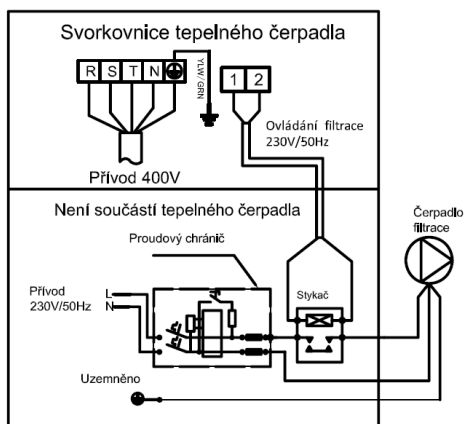 Svorkovnice tepelného čerpadla
R S T N
YLW/GRN
1 2
Ovládání filtrace
230V/50Hz
Přívod 400V
Není součástí tepelného čerpadla
Proudový chránič
Čerpadlo
filtrace
Přívod
230V/50Hz
L
N
Stykač
Uzemněno